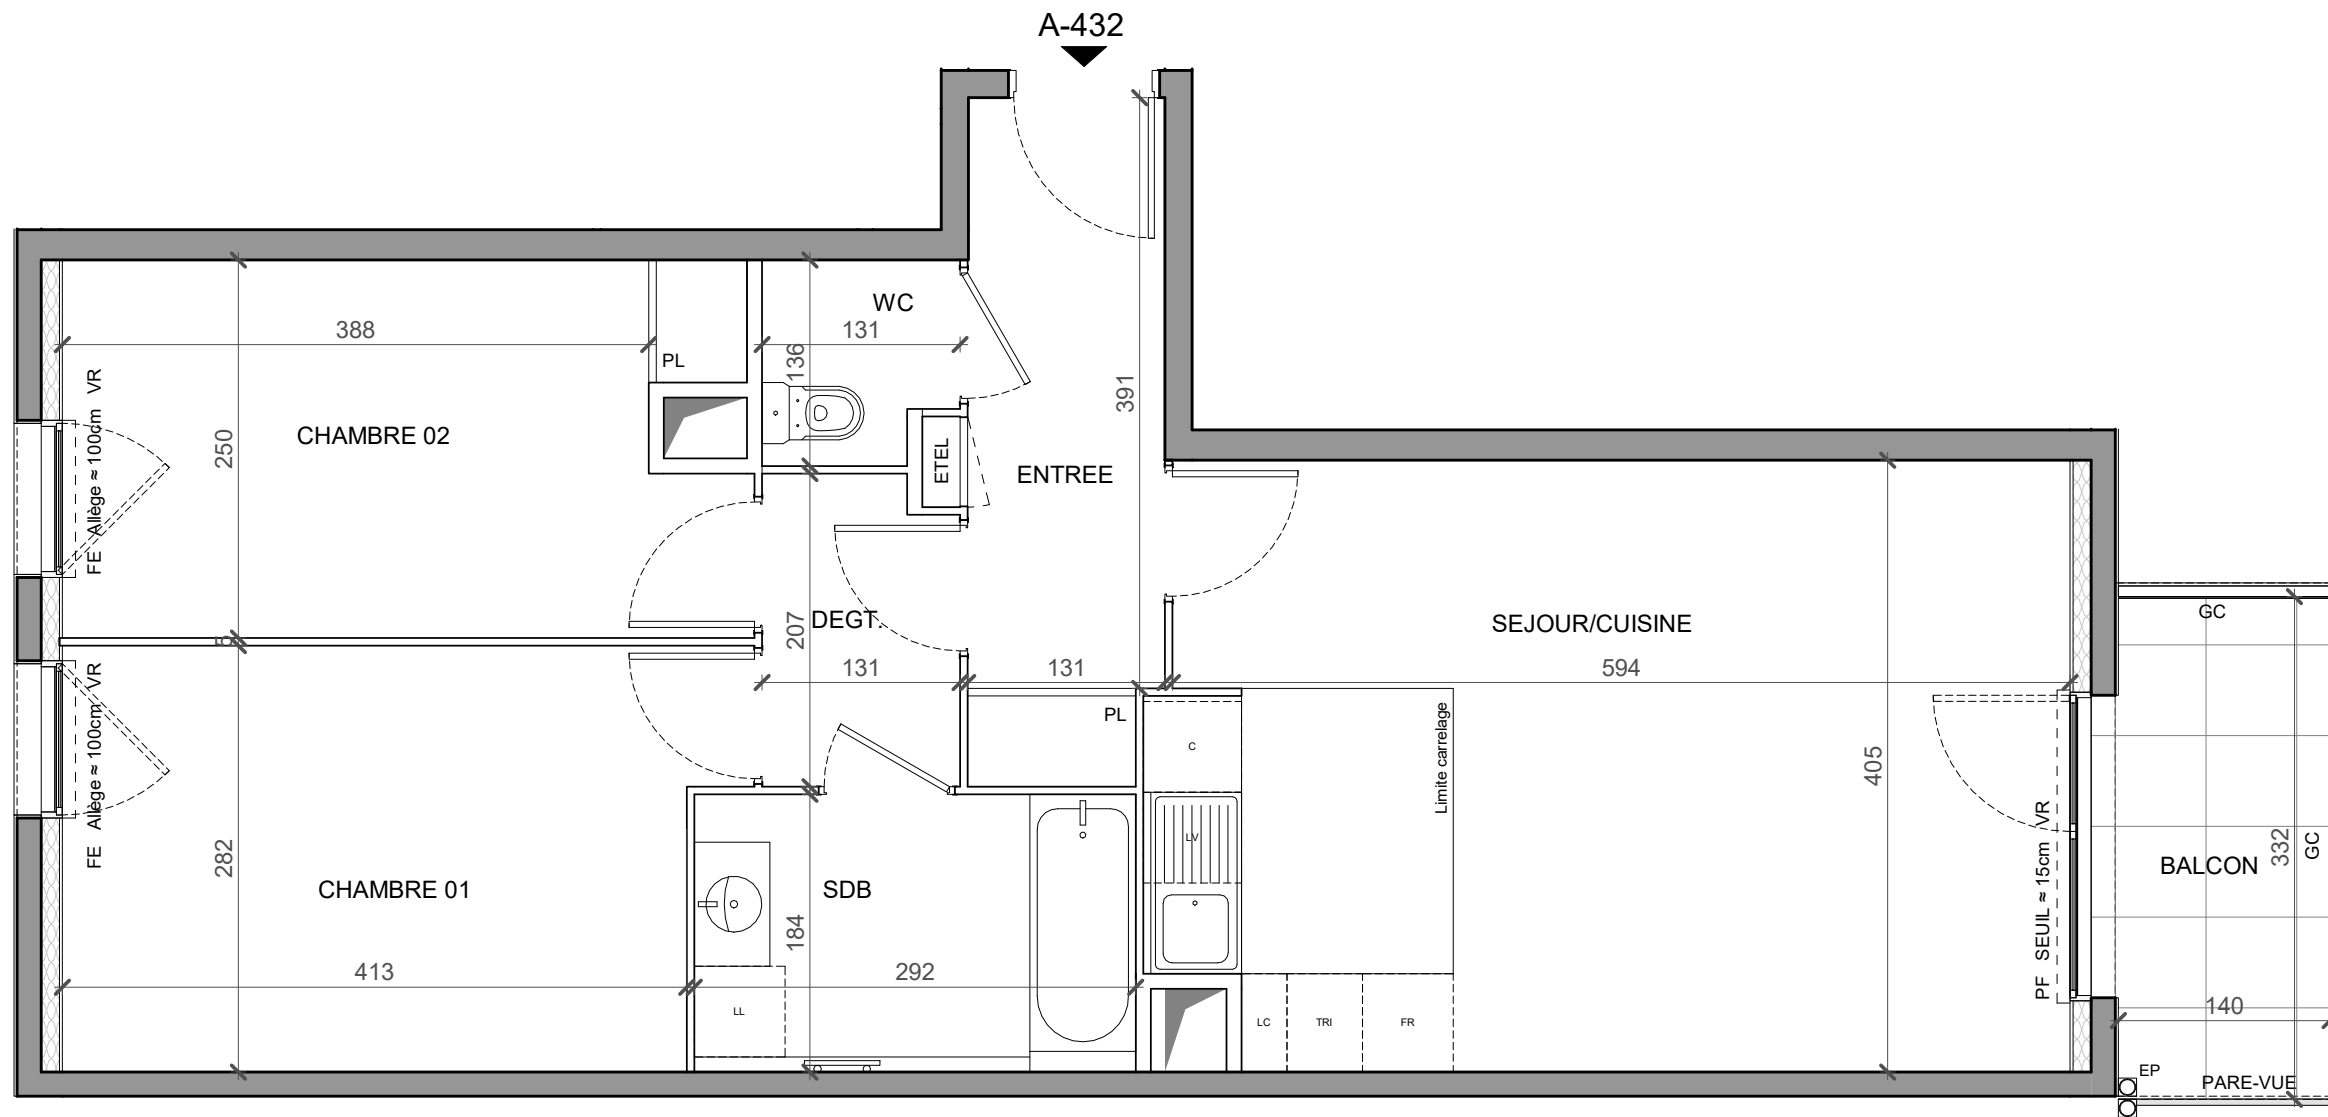 A-432
WC
388
131
136
PL
391
FE Allège ≈ 100cm VR
CHAMBRE 02
250
ETEL
ENTREE
SEJOUR/CUISINE
DEGT.
207
5
131
131
594
GC
PL
C
Limite carrelage
405
FE Allège ≈ 100cm VR
LV
282
CHAMBRE 01
SDB
184
PF SEUIL ≈ 15cm VR
BALCON
332
GC
413
292
140
LL
LC
TRI
FR
EP
PARE-VUE